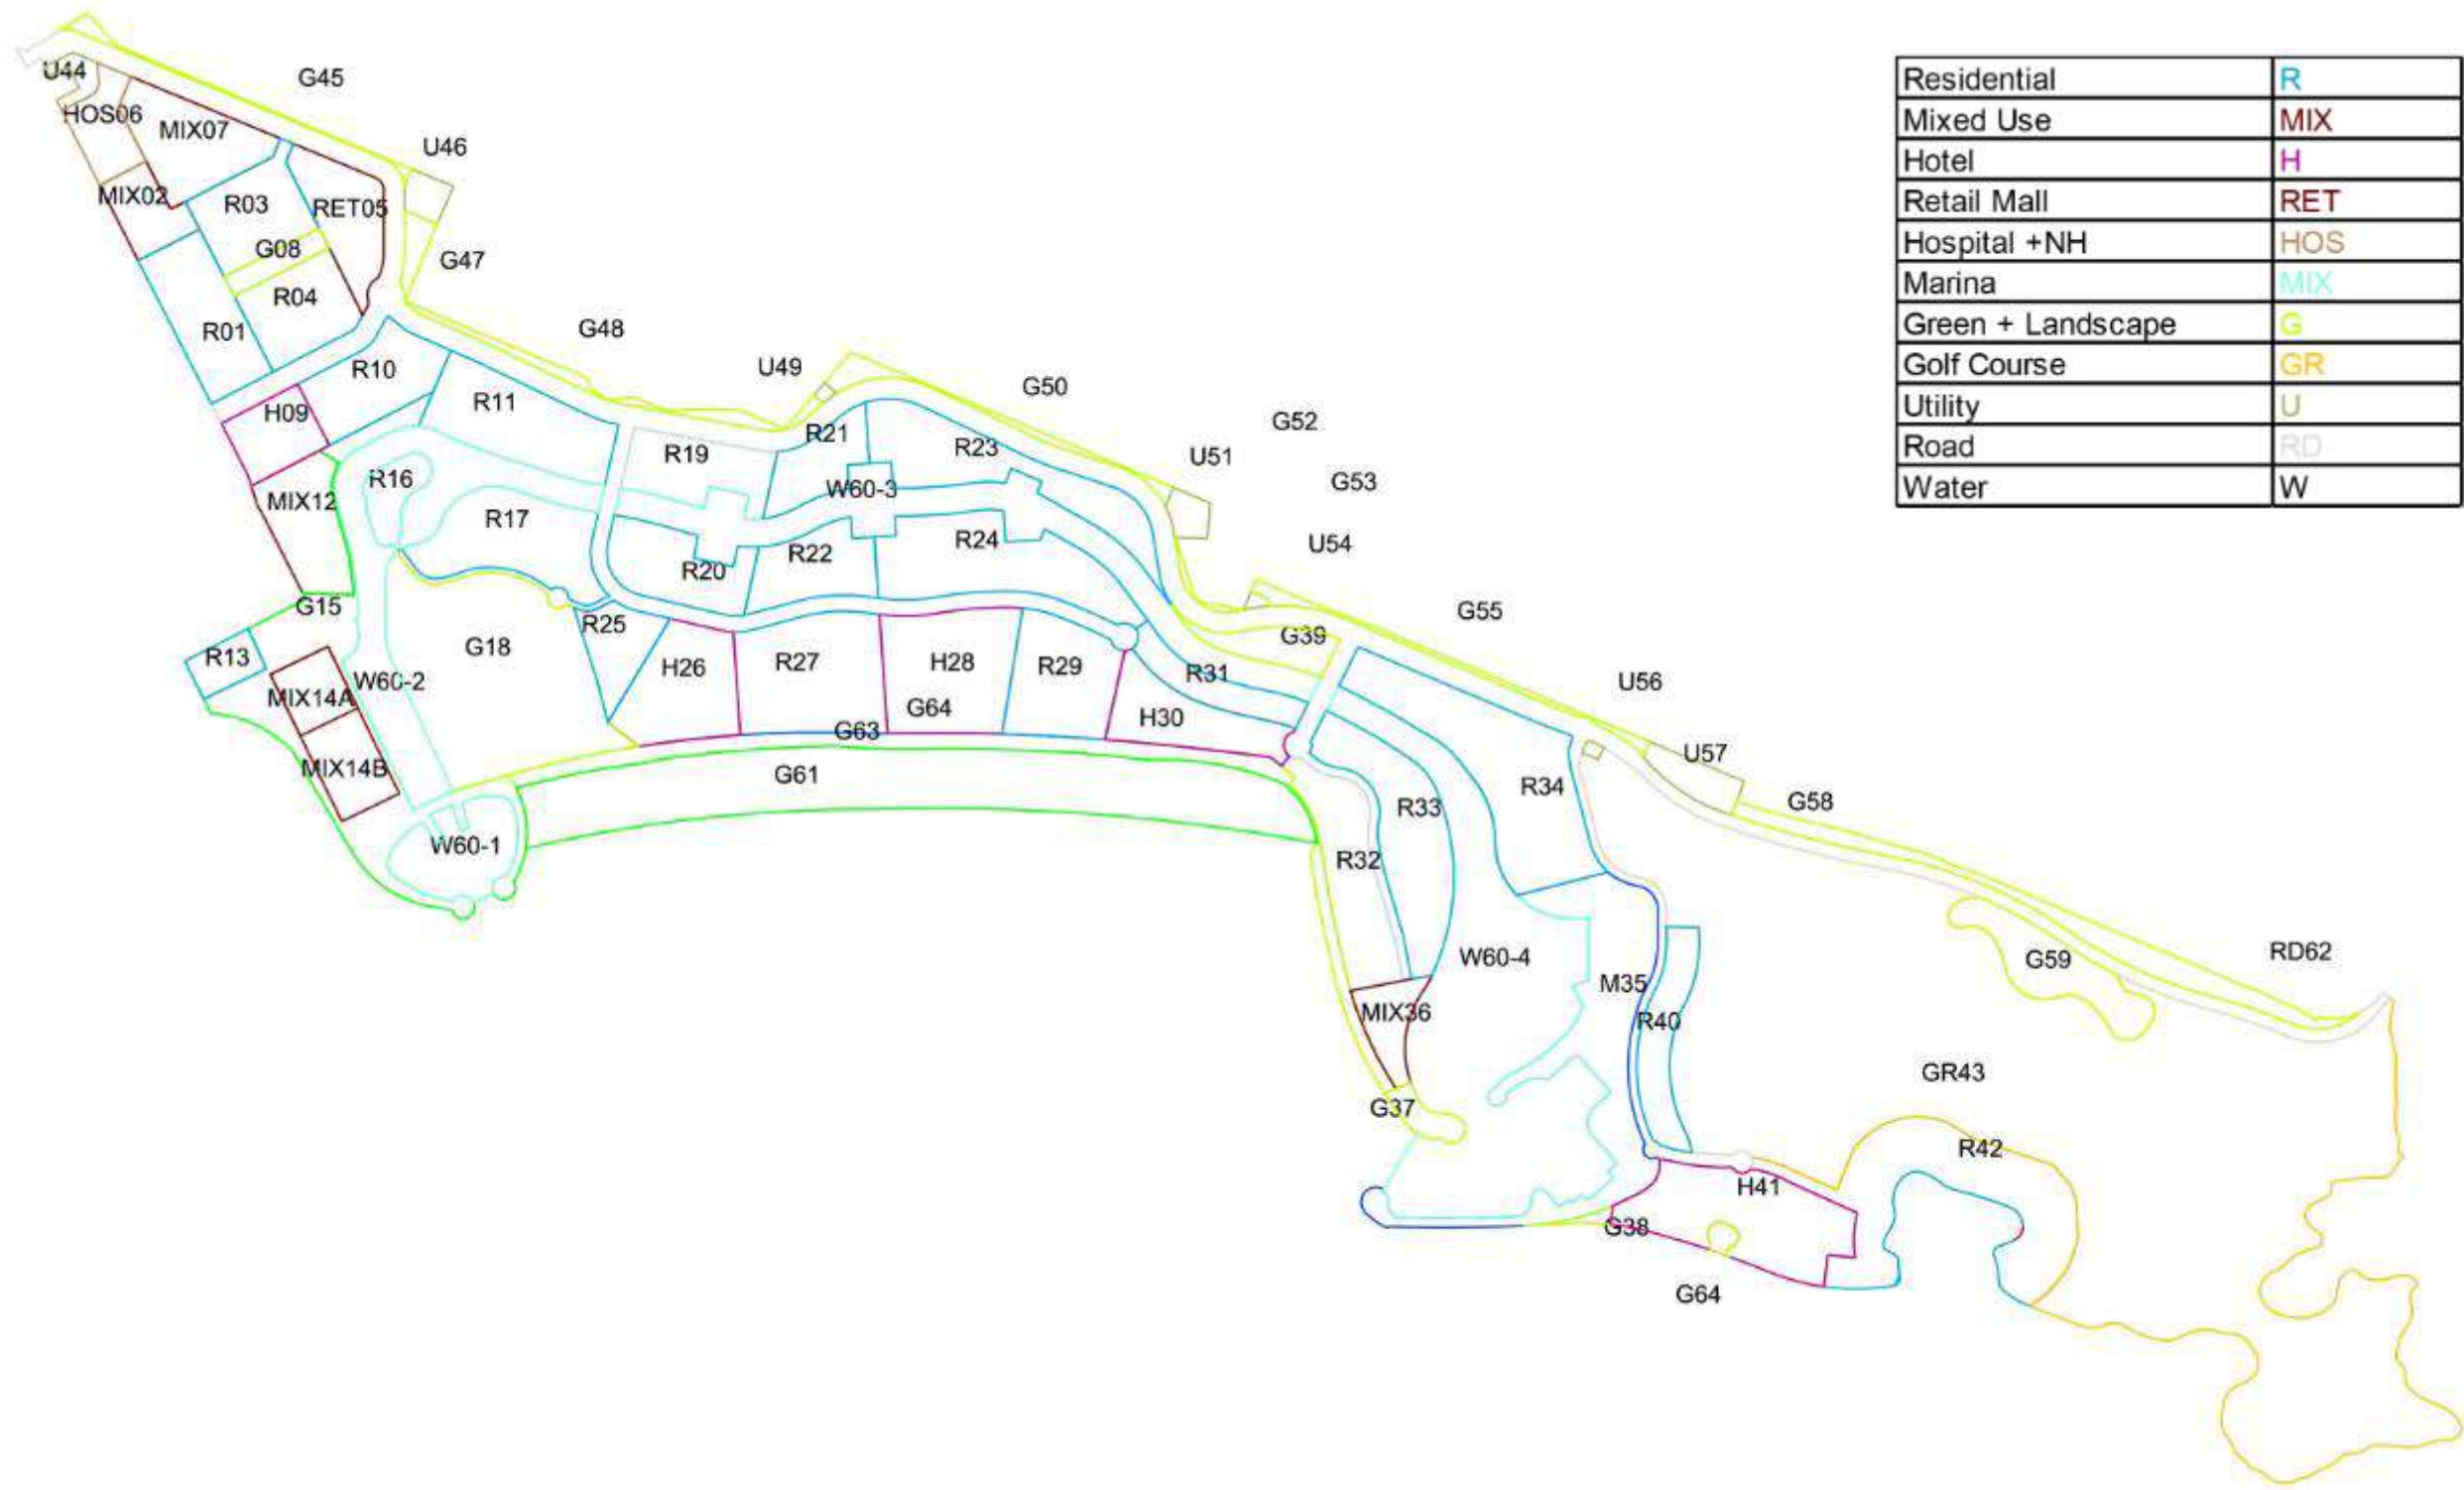 Residential R
Mixed Use MIX
Hotel H
Retail Mall RET
Hospital +NH HOS
Marina MIX
Green + Landscape G
Golf Course GR
Utility U
Road RD
Water W
U44
G45
HOS06
MIX07
U46
MIX02
R03
RET05
G08
G47
R04
R01
G48
R10
U49
G50
H09
R11
G52
R21
R23
R19
U51
R16
W60-3
G53
MIX12
R17
R24
U54
R22
R20
G15
R25
G55
G39
G18
R13
H26
R27
H28
R29
R31
W60-2
U56
MIX14A
G64
H30
G63
U57
MIX14B
G61
R34
G58
R33
W60-1
R32
RD62
W60-4
G59
M35
MIX36
R40
GR43
G37
R42
H41
G38
G64